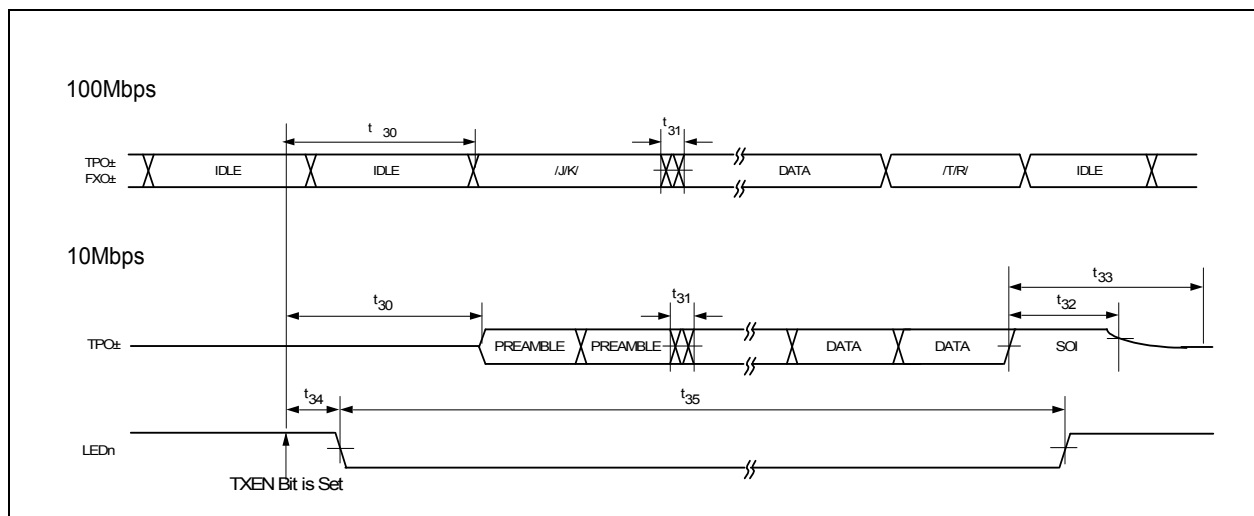 100Mbps
t 30
t31
TPO±
FXO±
IDLE
IDLE
/J/K/
DATA
/T/R/
IDLE
10Mbps
t33
t30
t31
t32
TPO±
PREAMBLE
PREAMBLE
DATA
DATA
SOI
t34
t35
LEDn
TXEN Bit is Set